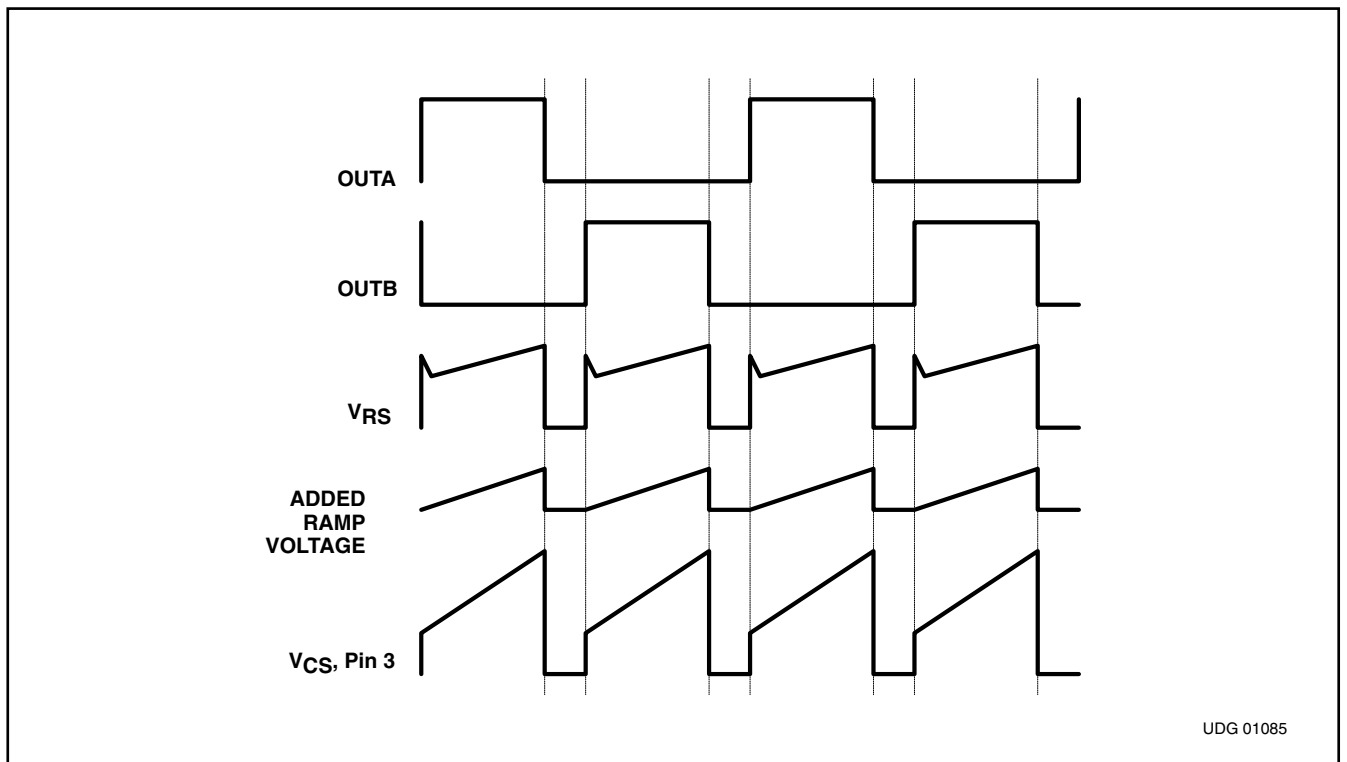 OUTA
OUTB
VRS
ADDED
RAMP
VOLTAGE
VCS, Pin 3
UDG 01085